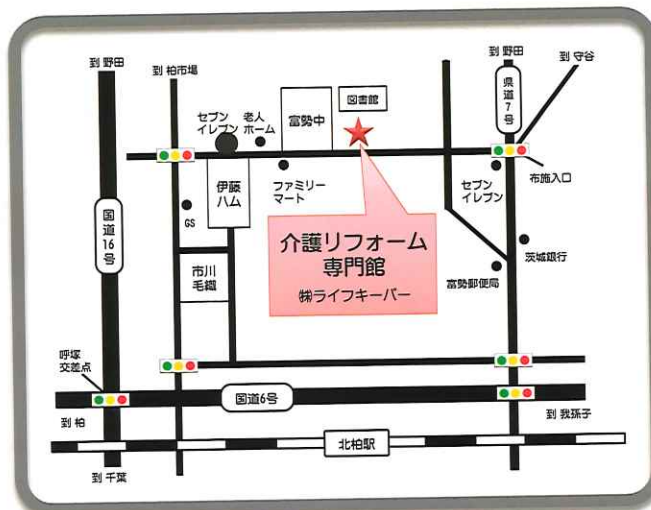 到 野田
到 柏市場
到 野田
到 守谷
県道7号
図書館
セブン
イレブン
老人
ホーム
富勢中
布施入口
伊藤
ハム
ファミリー
マート
セブン
イレブン
国道16号
GS
介護リフォーム
専門館
㈱ライフキーパー
茨城銀行
市川
毛織
富勢郵便局
呼塚
交差点
国道6号
到 柏
到 我孫子
北柏駅
到 千葉